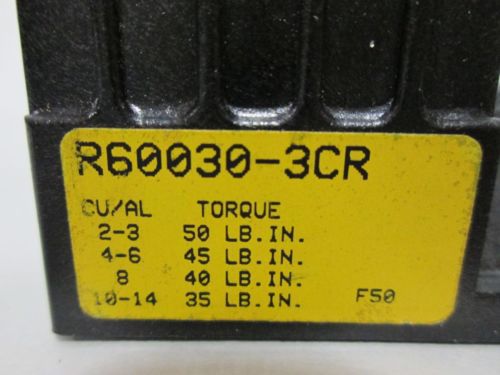 R60030-3CR
CU/AL TORQUE
2-3 50 LB.IN.
4-6 45 LB.IN.
8 40 LB.IN.
10-14 35 LB.IN. F50